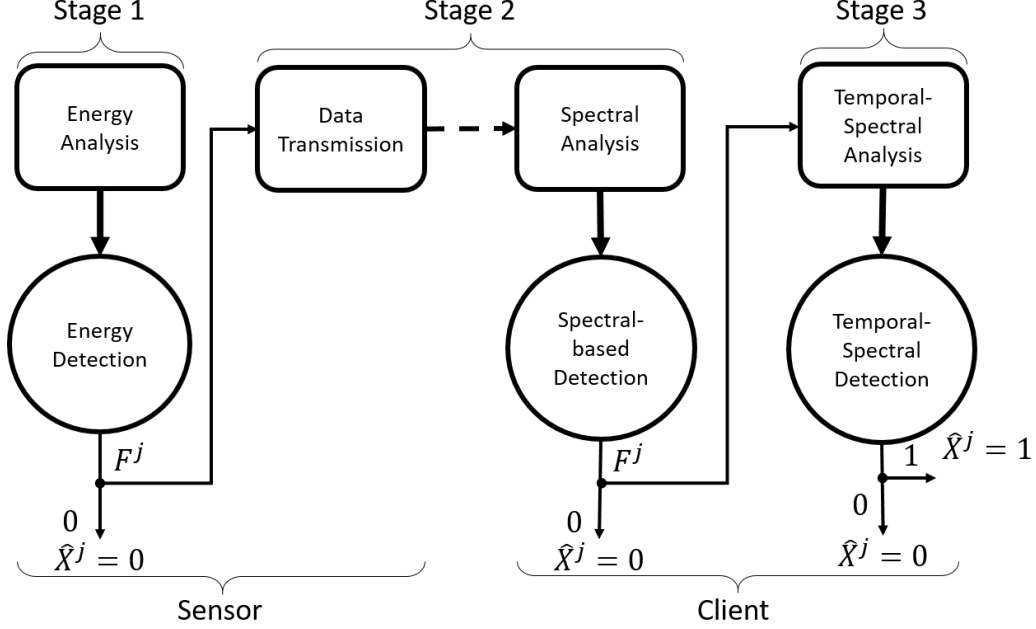 Stage 1
Stage 2
Stage 3
Energy
Analysis
Data
Transmission
Spectral
Analysis
Temporal-
Spectral
Analysis
Energy
Detection
Spectral-
based
Detection
Temporal-
Spectral
Detection
F^j
0
X̂^j = 0
F^j
0
X̂^j = 0
1
X̂^j = 1
0
X̂^j = 0
Sensor
Client